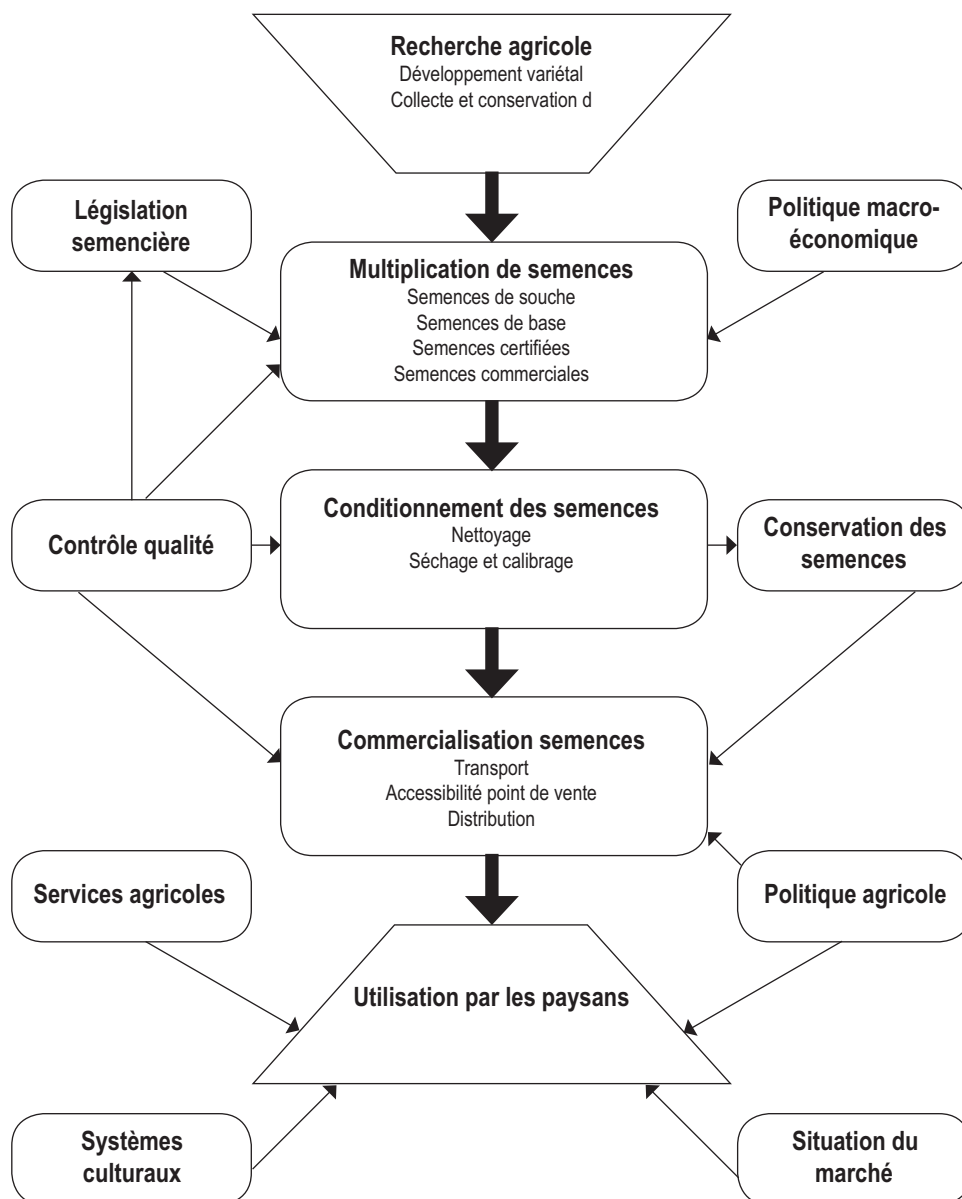 Recherche agricole
Développement variétal
Collecte et conservation d
Législation
semencière
Politique macro-
économique
Multiplication de semences
Semences de souche
Semences de base
Semences certifiées
Semences commerciales
Contrôle qualité
Conditionnement des semences
Nettoyage
Séchage et calibrage
Conservation des
semences
Commercialisation semences
Transport
Accessibilité point de vente
Distribution
Services agricoles
Politique agricole
Utilisation par les paysans
Systèmes
culturaux
Situation du
marché